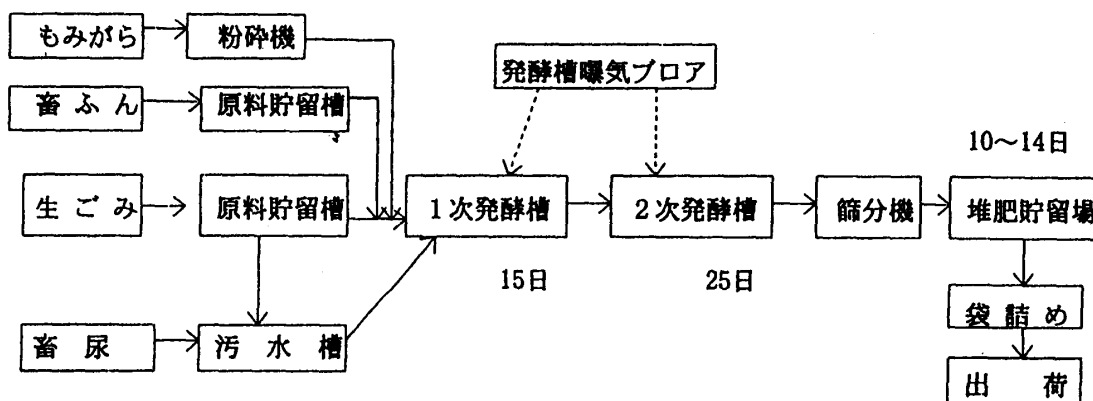 もみがら
粉砕機
発酵槽曝気ブロア
畜ふん
原料貯留槽
10〜14日
生ごみ
原料貯留槽
1次発酵槽
2次発酵槽
篩分機
堆肥貯留場
15日
25日
袋詰め
畜尿
汚水槽
出荷